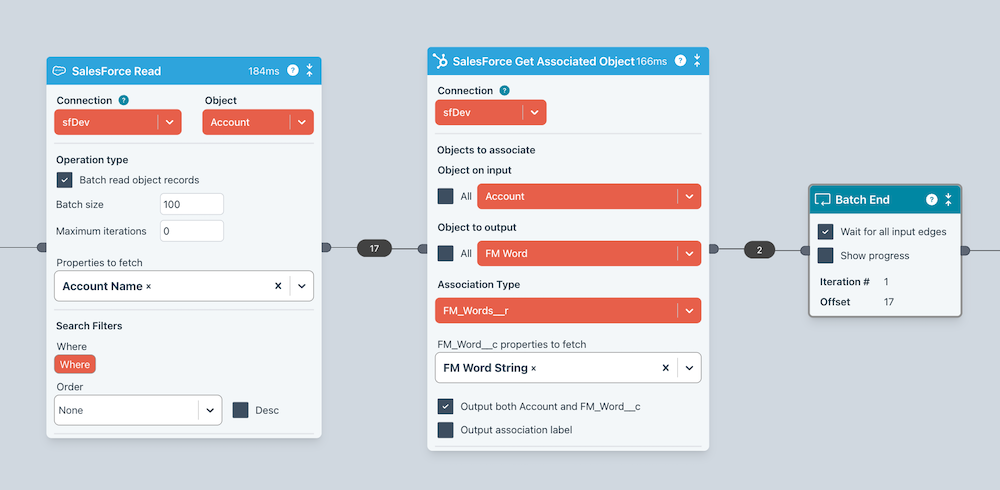 SalesForce Read 184ms ?
Connection ? Object
sfDev Account
Operation type
Batch read object records
Batch size 100
Maximum iterations 0
Properties to fetch
Account Name ×
Search Filters
Where
Where
Order
None Desc
17
SalesForce Get Associated Object 166ms ?
Connection ?
sfDev
Objects to associate
Object on input
All Account
Object to output
All FM Word
Association Type
FM_Words__r
FM_Word__c properties to fetch
FM Word String ×
Output both Account and FM_Word__c
Output association label
2
Batch End ?
Wait for all input edges
Show progress
Iteration # 1
Offset 17